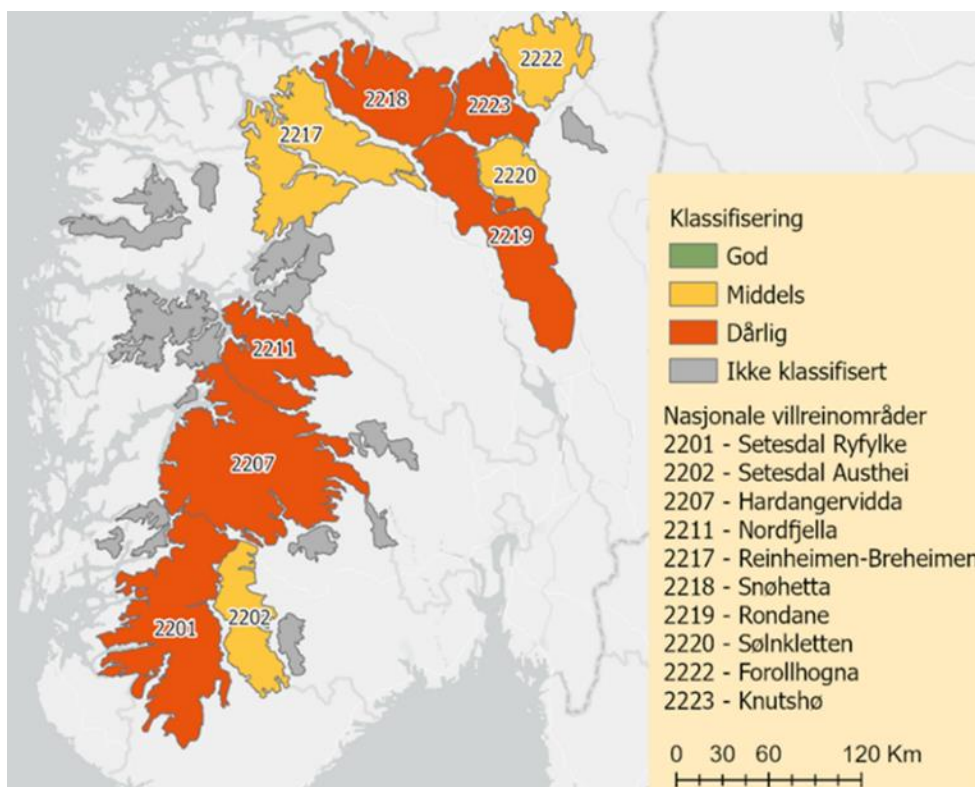 2222
2218
2223
2217
2220
2219
2211
2207
2202
2201
Klassifisering
God
Middels
Dårlig
Ikke klassifisert
Nasjonale villreinområder
2201 - Setesdal Ryfylke
2202 - Setesdal Austhei
2207 - Hardangervidda
2211 - Nordfjella
2217 - Reinheimen-Breheimen
2218 - Snøhetta
2219 - Rondane
2220 - Sølnkletten
2222 - Forollhogna
2223 - Knutshø
0 30 60 120 Km